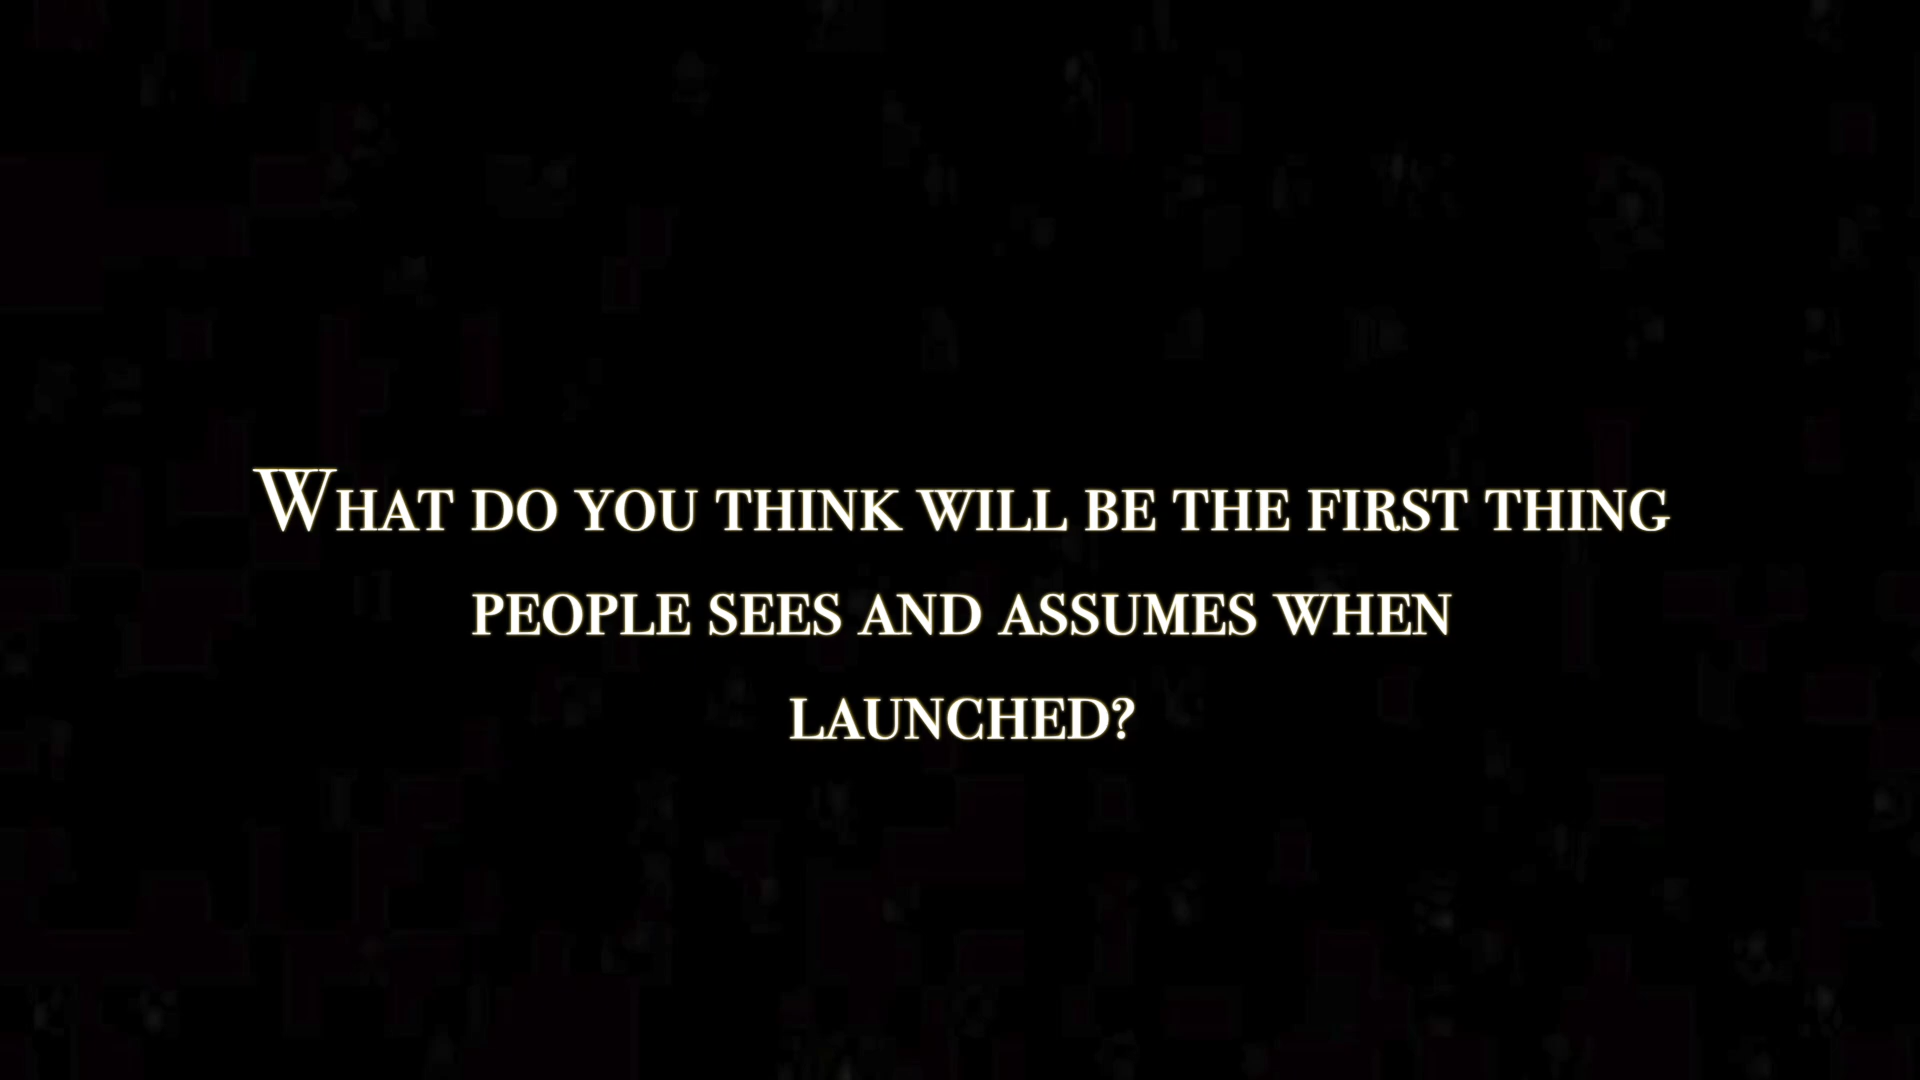 What do you think will be the first thing
people sees and assumes when
launched?